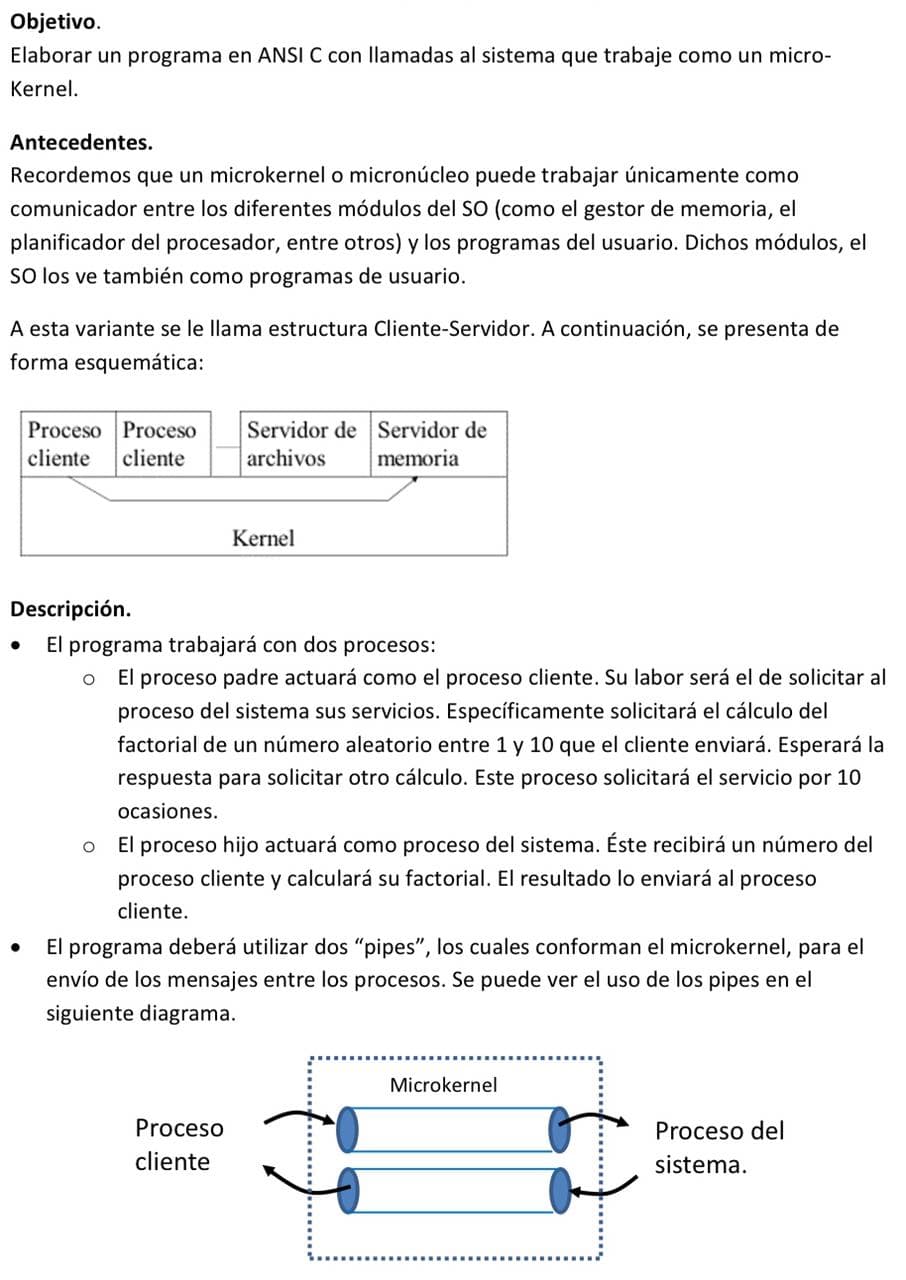 Objetivo.
Elaborar un programa en ANSI C con llamadas al sistema que trabaje como un micro-
Kernel.
Antecedentes.
Recordemos que un microkernel o micronúcleo puede trabajar únicamente como
comunicador entre los diferentes módulos del SO (como el gestor de memoria, el
planificador del procesador, entre otros) y los programas del usuario. Dichos módulos, el
SO los ve también como programas de usuario.
A esta variante se le llama estructura Cliente-Servidor. A continuación, se presenta de
forma esquemática:
Proceso cliente
Proceso cliente
Servidor de archivos
Servidor de memoria
Kernel
Descripción.
• El programa trabajará con dos procesos:
o El proceso padre actuará como el proceso cliente. Su labor será el de solicitar al
proceso del sistema sus servicios. Específicamente solicitará el cálculo del
factorial de un número aleatorio entre 1 y 10 que el cliente enviará. Esperará la
respuesta para solicitar otro cálculo. Este proceso solicitará el servicio por 10
ocasiones.
o El proceso hijo actuará como proceso del sistema. Éste recibirá un número del
proceso cliente y calculará su factorial. El resultado lo enviará al proceso
cliente.
• El programa deberá utilizar dos “pipes”, los cuales conforman el microkernel, para el
envío de los mensajes entre los procesos. Se puede ver el uso de los pipes en el
siguiente diagrama.
Microkernel
Proceso
cliente
Proceso del
sistema.